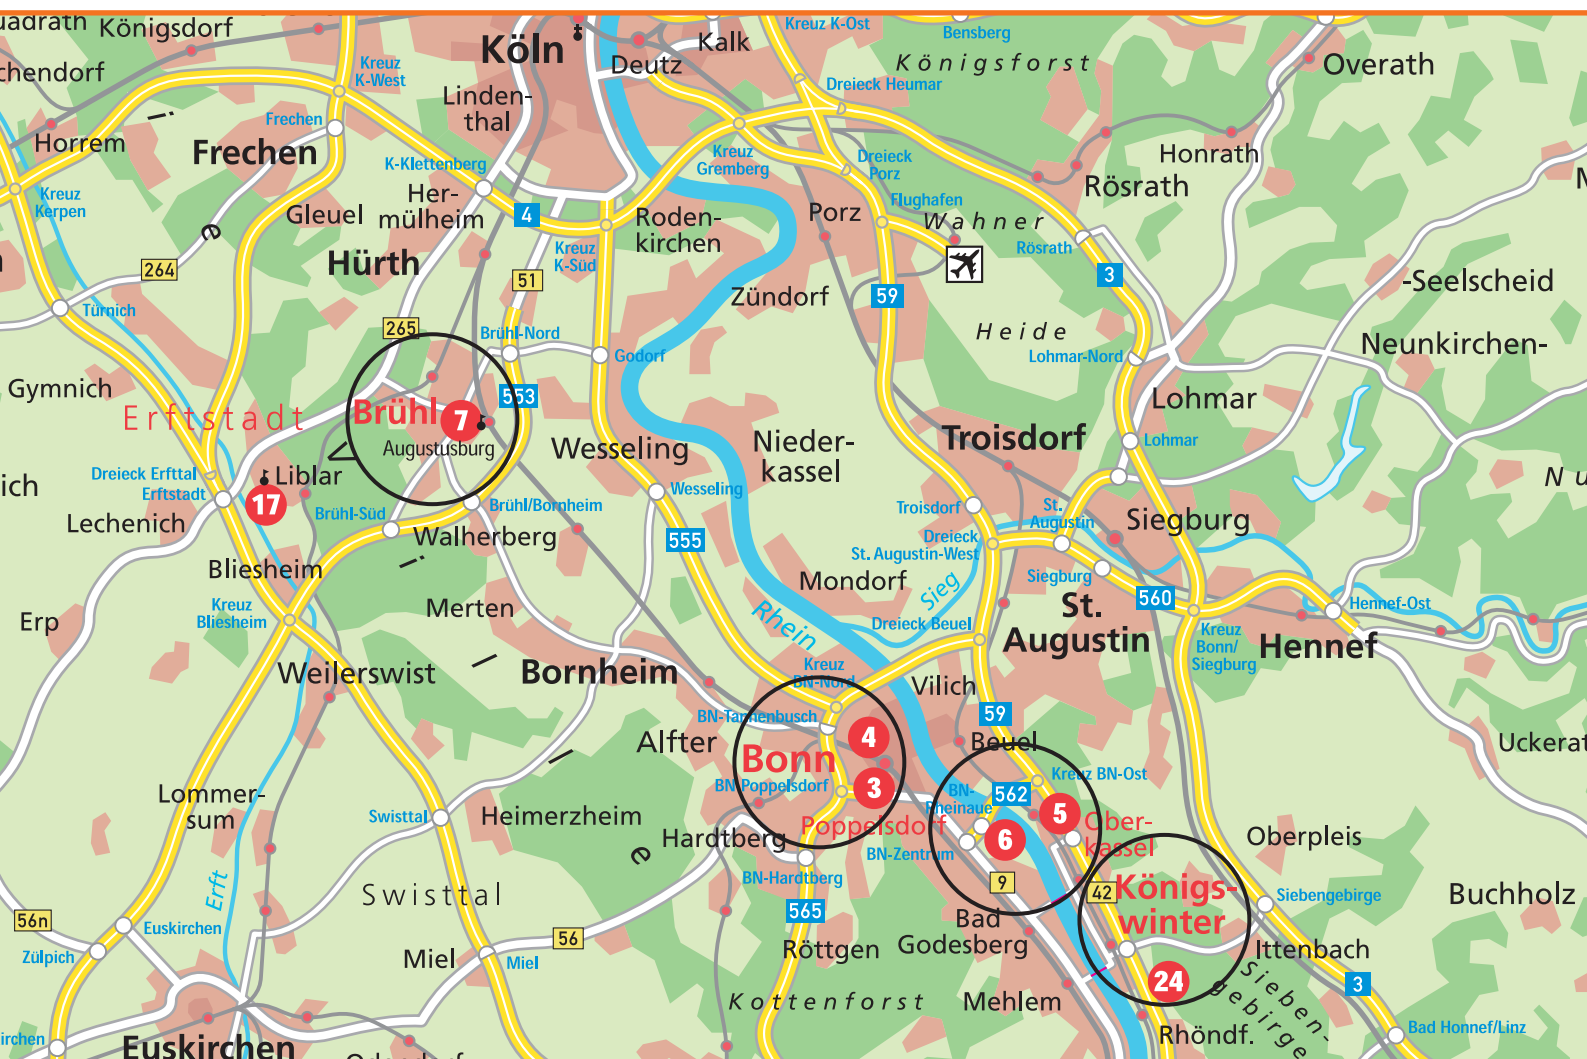 Königsdorf
Köln
Kalk
Deutz
Kreuz K-Ost
Bensberg
Königsforst
Overath
Kreuz
K-West
Dreieck Heumar
Linden-
thal
Frechen
Horrem
Frechen
K-Klettenberg
Kreuz
Gremberg
Dreieck
Porz
Honrath
Rösrath
Kreuz
Kerpen
Gleuel
Her-
mülheim
4
Roden-
kirchen
Porz
Flughafen
Wahner
Rösrath
Kreuz
K-Süd
Hürth
264
51
59
3
Zündorf
-Seelscheid
Türnich
265
Brühl-Nord
Godorf
Heide
Lohmar-Nord
Neunkirchen-
Gymnich
553
Erftstadt
Brühl
7
Augustusburg
Wesseling
Nieder-
kassel
Troisdorf
Lohmar
Lohmar
Dreieck Erfttal
Erftstadt
Liblar
17
Wesseling
Lechenich
Brühl-Süd
Brühl/Bornheim
Walherberg
Troisdorf
St.
Augustin
Siegburg
555
Dreieck
St. Augustin-West
Bliesheim
Mondorf
Sieg
Siegburg
560
Hennef-Ost
Kreuz
Bliesheim
Erp
Merten
Rhein
Dreieck Beuel
St.
Augustin
Kreuz
Bonn/
Siegburg
Hennef
Weilerswist
Bornheim
Kreuz
BN-Nord
Vilich
BN-Tannenbusch
59
Alfter
Bonn
4
Beuel
Kreuz BN-Ost
BN-Poppelsdorf
3
BN-
Rheinaue
562
5
Lommer-
sum
Swisttal
Heimerzheim
Poppelsdorf
Ober-
kassel
6
Hardtberg
BN-Zentrum
Oberpleis
BN-Hardtberg
9
42
Königs-
winter
Siebengebirge
Buchholz
Erft
Swisttal
565
56n
Euskirchen
Zülpich
56
Miel
Miel
Röttgen
Bad
Godesberg
Ittenbach
24
3
Sieben-
gebirge
Kottenforst
Mehlem
Rhöndf.
Bad Honnef/Linz
Euskirchen